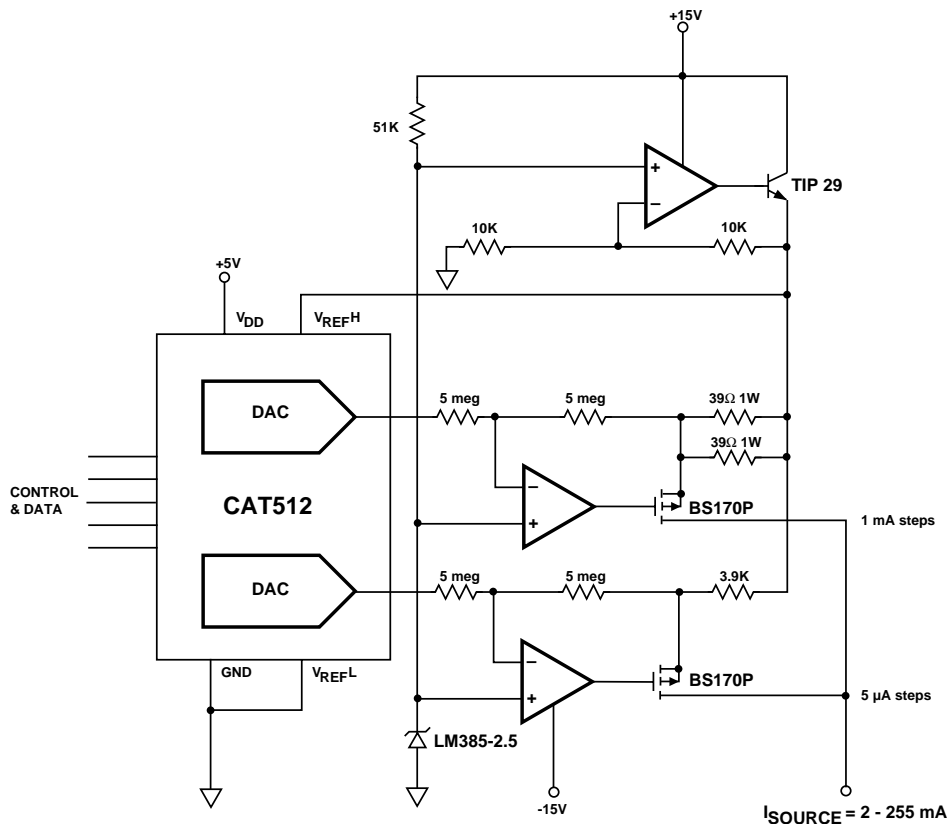 +15V
51K
+
−
TIP 29
10K
10K
+5V
VDD
VREFH
DAC
5 meg
5 meg
39Ω 1W
39Ω 1W
−
+
BS170P
CONTROL
& DATA
CAT512
1 mA steps
DAC
5 meg
5 meg
3.9K
−
+
BS170P
GND
VREFL
5 µA steps
LM385-2.5
-15V
ISOURCE = 2 - 255 mA